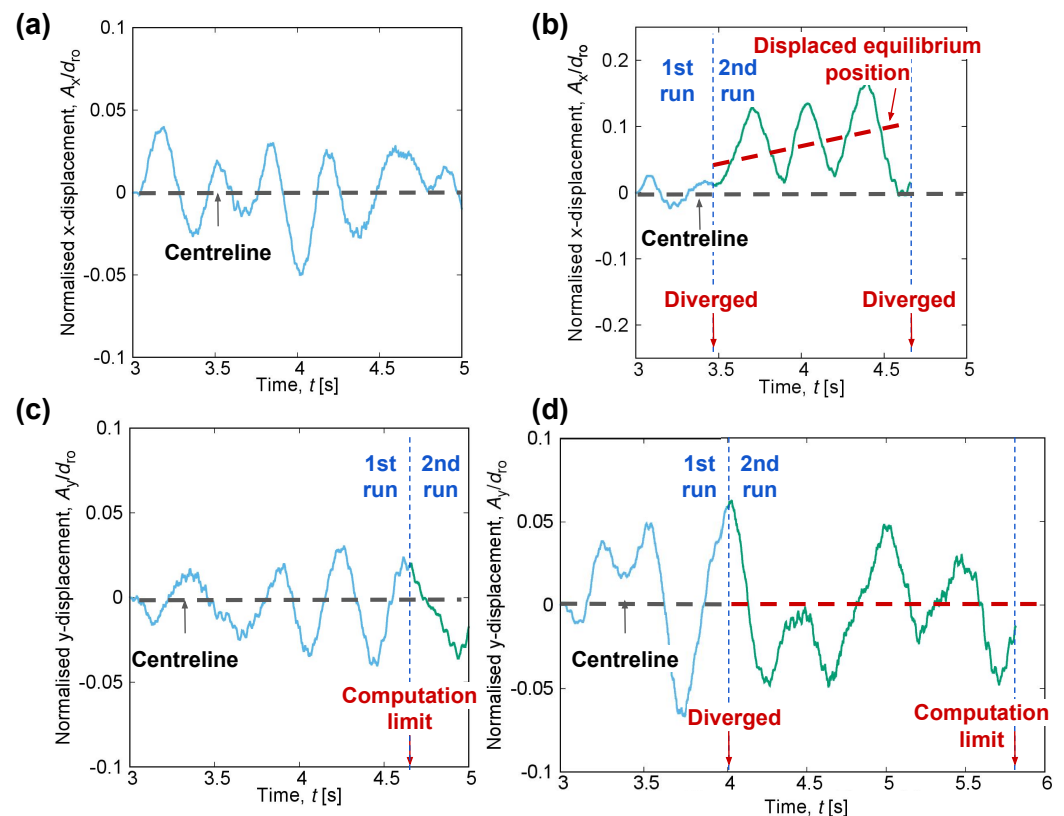 (a)
Normalised x-displacement, Ax/dro
0.1
0.05
0
-0.05
-0.1
Centreline
3
3.5
4
4.5
5
Time, t [s]
(b)
Normalised x-displacement, Ax/dro
0.2
0.1
0
-0.1
-0.2
1st
run
2nd
run
Displaced equilibrium
position
Centreline
Diverged
Diverged
3
3.5
4
4.5
5
Time, t [s]
(c)
Normalised y-displacement, Ay/dro
0.1
0.05
0
-0.05
-0.1
1st
run
2nd
run
Centreline
Computation
limit
3
3.5
4
4.5
5
Time, t [s]
(d)
Normalised y-displacement, Ay/dro
0.1
0.05
0
-0.05
-0.1
1st
run
2nd
run
Centreline
Diverged
Computation
limit
3
3.5
4
4.5
5
5.5
6
Time, t [s]